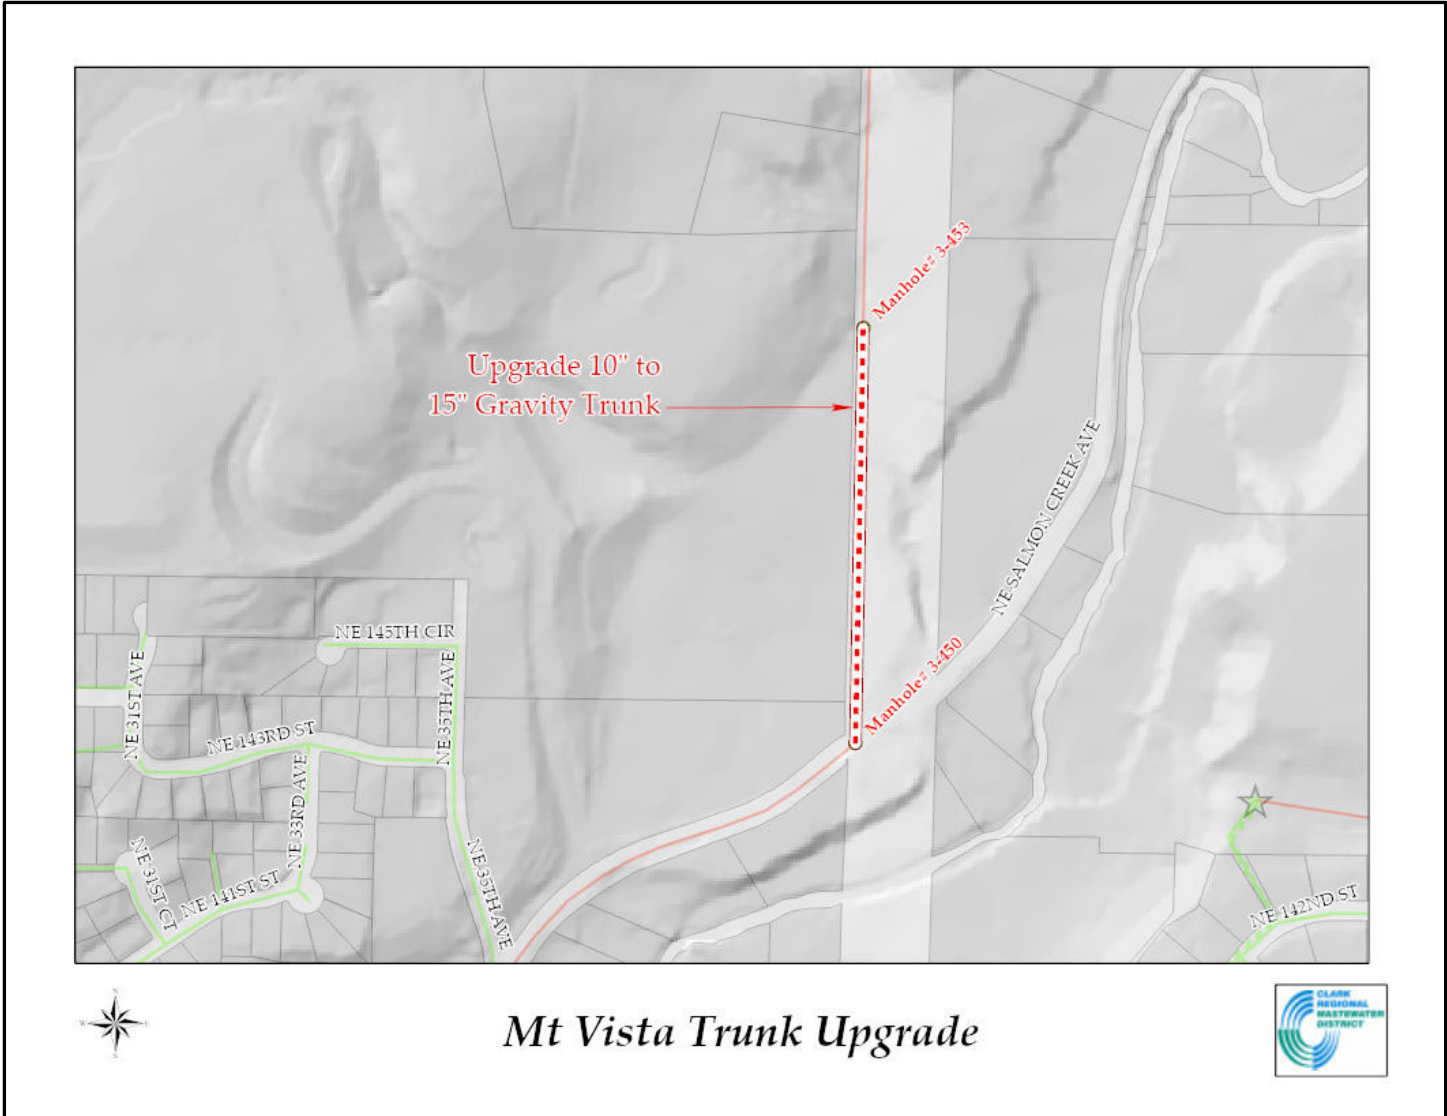 Manhole# 3-453
Upgrade 10" to
15" Gravity Trunk
NE SALMON CREEK AVE
NE 145TH CIR
Manhole# 3-450
NE 31ST AVE
NE 35TH AVE
NE 143RD ST
NE 33RD AVE
NE 31ST CT
NE 141ST ST
NE 35TH AVE
NE 142ND ST
N
W
E
S
Mt Vista Trunk Upgrade
CLARK
REGIONAL
WASTEWATER
DISTRICT